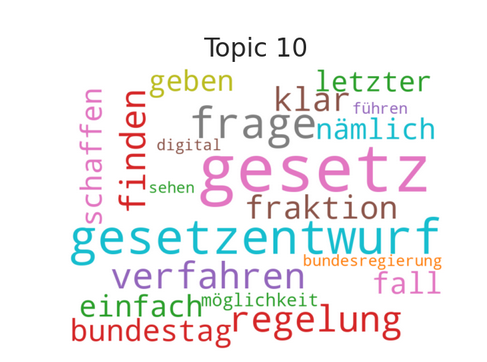 Topic 10
geben
letzter
schaffen
finden
klar
führen
frage
nämlich
digital
gesetz
sehen
fraktion
gesetzentwurf
bundesregierung
verfahren
fall
einfach
möglichkeit
bundestag
regelung